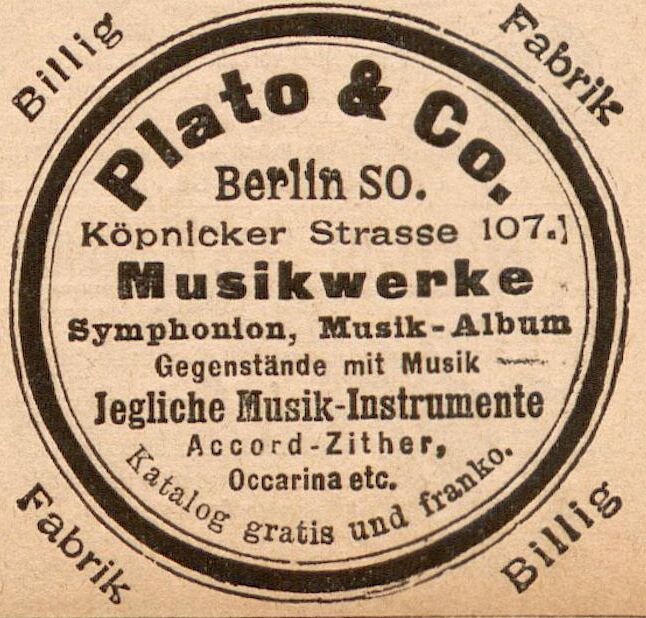 Billig
Fabrik
Plato & Co.
Berlin SO.
Köpnicker Strasse 107.
Musikwerke
Symphonion, Musik-Album
Gegenstände mit Musik
Jegliche Musik-Instrumente
Accord-Zither,
Occarina etc.
Katalog gratis und franko.
Fabrik
Billig